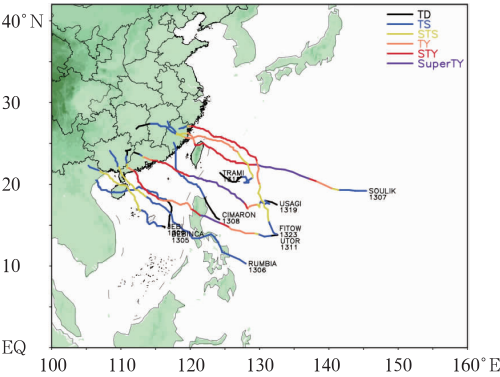 40°N
30
20
10
EQ
100 110 120 130 140 150 160°E
TD
TS
STS
TY
STY
SuperTY
TRAMI
SOULIK
1307
USAGI
1319
CIMARON
1308
FITOW
1323
UTOR
1311
BEBINCA
1305
RUMBIA
1306